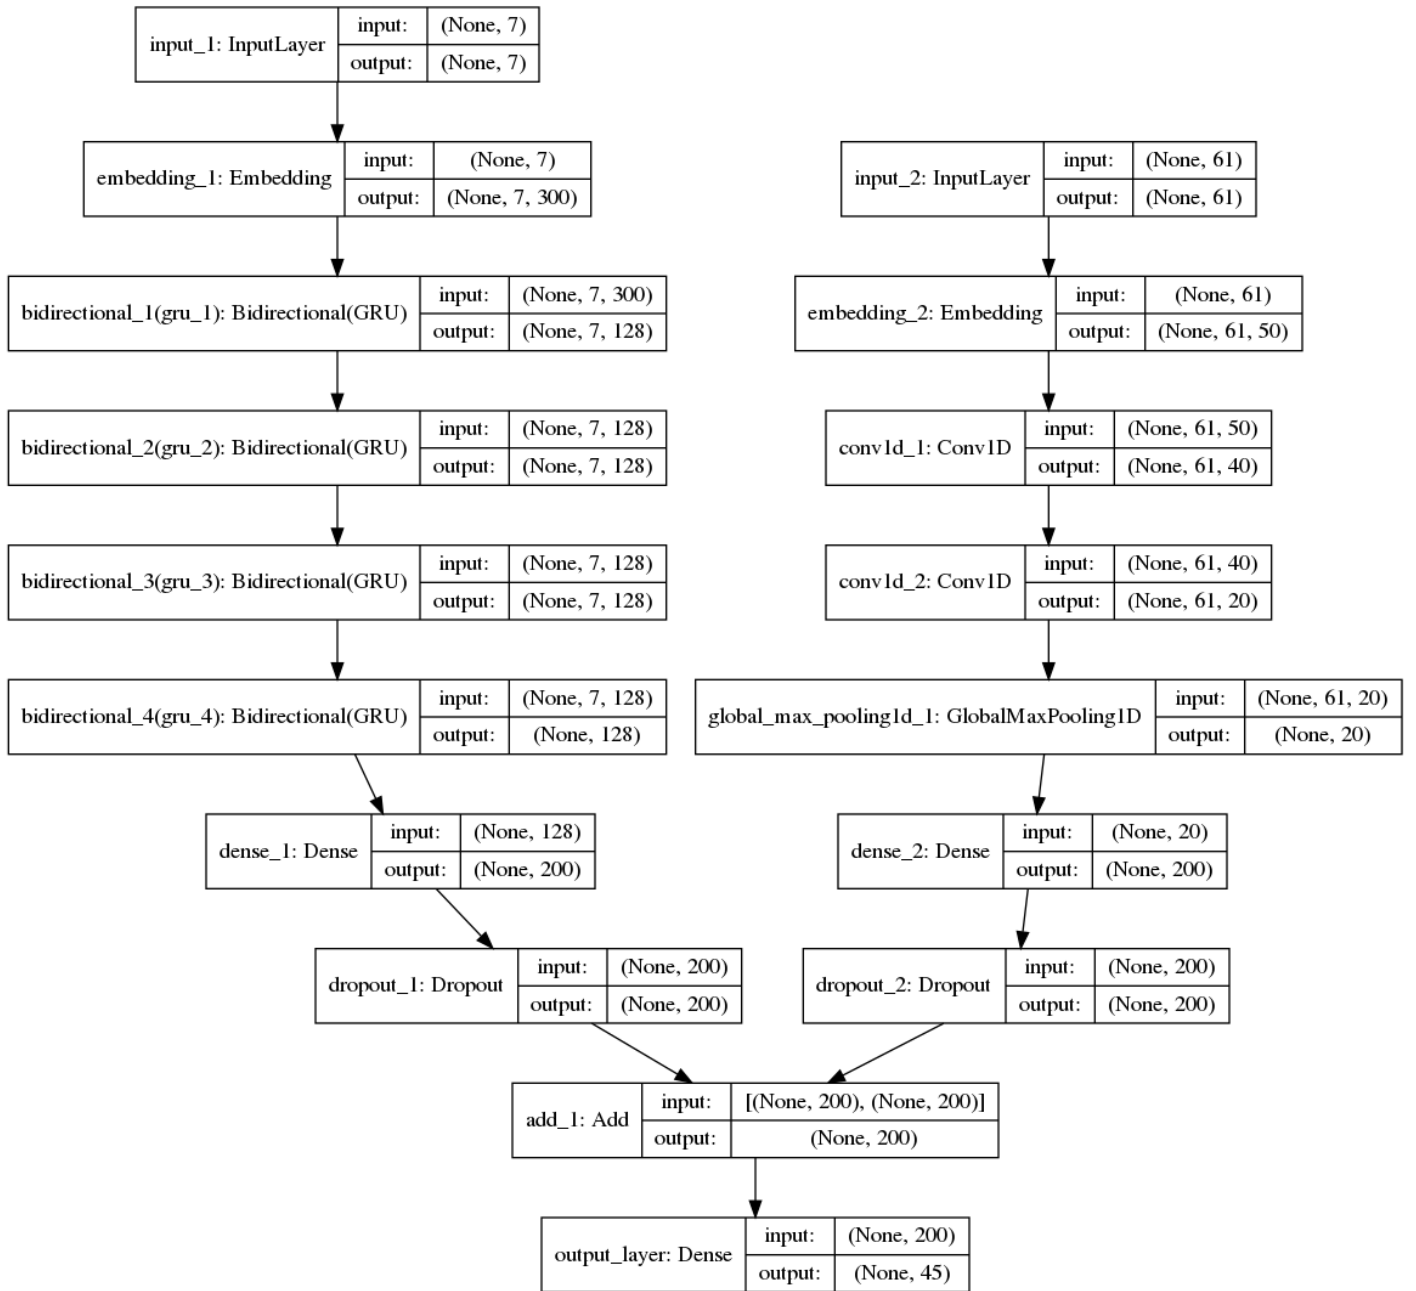 input_1: InputLayer
input: (None, 7)
output: (None, 7)
embedding_1: Embedding
input: (None, 7)
output: (None, 7, 300)
input_2: InputLayer
input: (None, 61)
output: (None, 61)
bidirectional_1(gru_1): Bidirectional(GRU)
input: (None, 7, 300)
output: (None, 7, 128)
embedding_2: Embedding
input: (None, 61)
output: (None, 61, 50)
bidirectional_2(gru_2): Bidirectional(GRU)
input: (None, 7, 128)
output: (None, 7, 128)
conv1d_1: Conv1D
input: (None, 61, 50)
output: (None, 61, 40)
bidirectional_3(gru_3): Bidirectional(GRU)
input: (None, 7, 128)
output: (None, 7, 128)
conv1d_2: Conv1D
input: (None, 61, 40)
output: (None, 61, 20)
bidirectional_4(gru_4): Bidirectional(GRU)
input: (None, 7, 128)
output: (None, 128)
global_max_pooling1d_1: GlobalMaxPooling1D
input: (None, 61, 20)
output: (None, 20)
dense_1: Dense
input: (None, 128)
output: (None, 200)
dense_2: Dense
input: (None, 20)
output: (None, 200)
dropout_1: Dropout
input: (None, 200)
output: (None, 200)
dropout_2: Dropout
input: (None, 200)
output: (None, 200)
add_1: Add
input: [(None, 200), (None, 200)]
output: (None, 200)
output_layer: Dense
input: (None, 200)
output: (None, 45)